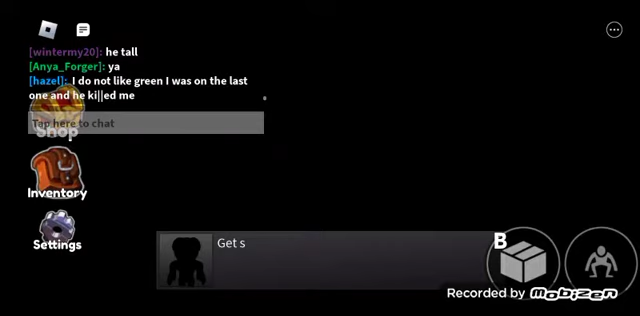 [wintermy20]: he tall
[Anya_Forger]: ya
[hazel]: I do not like green I was on the last
one and he ki||ed me
Tap here to chat
Shop
Inventory
Settings
Get s
B
Recorded by Mobizen